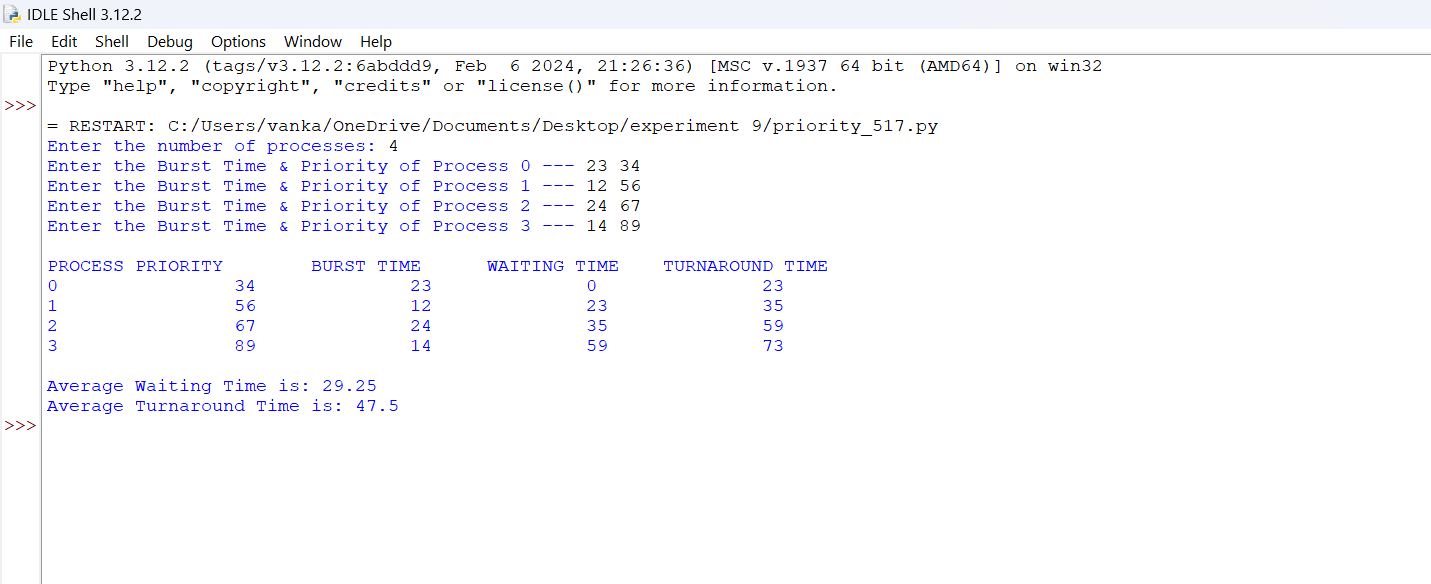 IDLE Shell 3.12.2
File Edit Shell Debug Options Window Help
Python 3.12.2 (tags/v3.12.2:6abddd9, Feb  6 2024, 21:26:36) [MSC v.1937 64 bit (AMD64)] on win32
Type "help", "copyright", "credits" or "license()" for more information.
>>>
= RESTART: C:/Users/vanka/OneDrive/Documents/Desktop/experiment 9/priority_517.py
Enter the number of processes: 4
Enter the Burst Time & Priority of Process 0 --- 23 34
Enter the Burst Time & Priority of Process 1 --- 12 56
Enter the Burst Time & Priority of Process 2 --- 24 67
Enter the Burst Time & Priority of Process 3 --- 14 89
PROCESS PRIORITY        BURST TIME      WAITING TIME    TURNAROUND TIME
0                34              23              0               23
1                56              12              23              35
2                67              24              35              59
3                89              14              59              73
Average Waiting Time is: 29.25
Average Turnaround Time is: 47.5
>>>